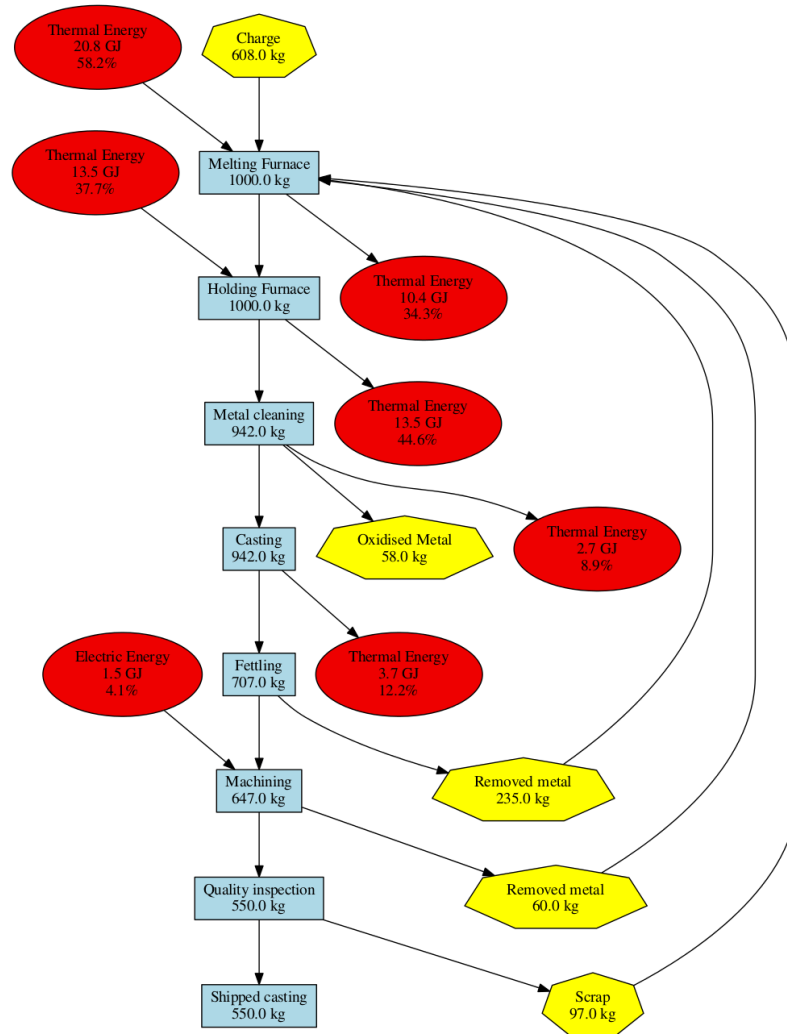 Thermal Energy
20.8 GJ
58.2%
Charge
608.0 kg
Thermal Energy
13.5 GJ
37.7%
Melting Furnace
1000.0 kg
Holding Furnace
1000.0 kg
Thermal Energy
10.4 GJ
34.3%
Metal cleaning
942.0 kg
Thermal Energy
13.5 GJ
44.6%
Casting
942.0 kg
Oxidised Metal
58.0 kg
Thermal Energy
2.7 GJ
8.9%
Electric Energy
1.5 GJ
4.1%
Fettling
707.0 kg
Thermal Energy
3.7 GJ
12.2%
Machining
647.0 kg
Removed metal
235.0 kg
Quality inspection
550.0 kg
Removed metal
60.0 kg
Shipped casting
550.0 kg
Scrap
97.0 kg